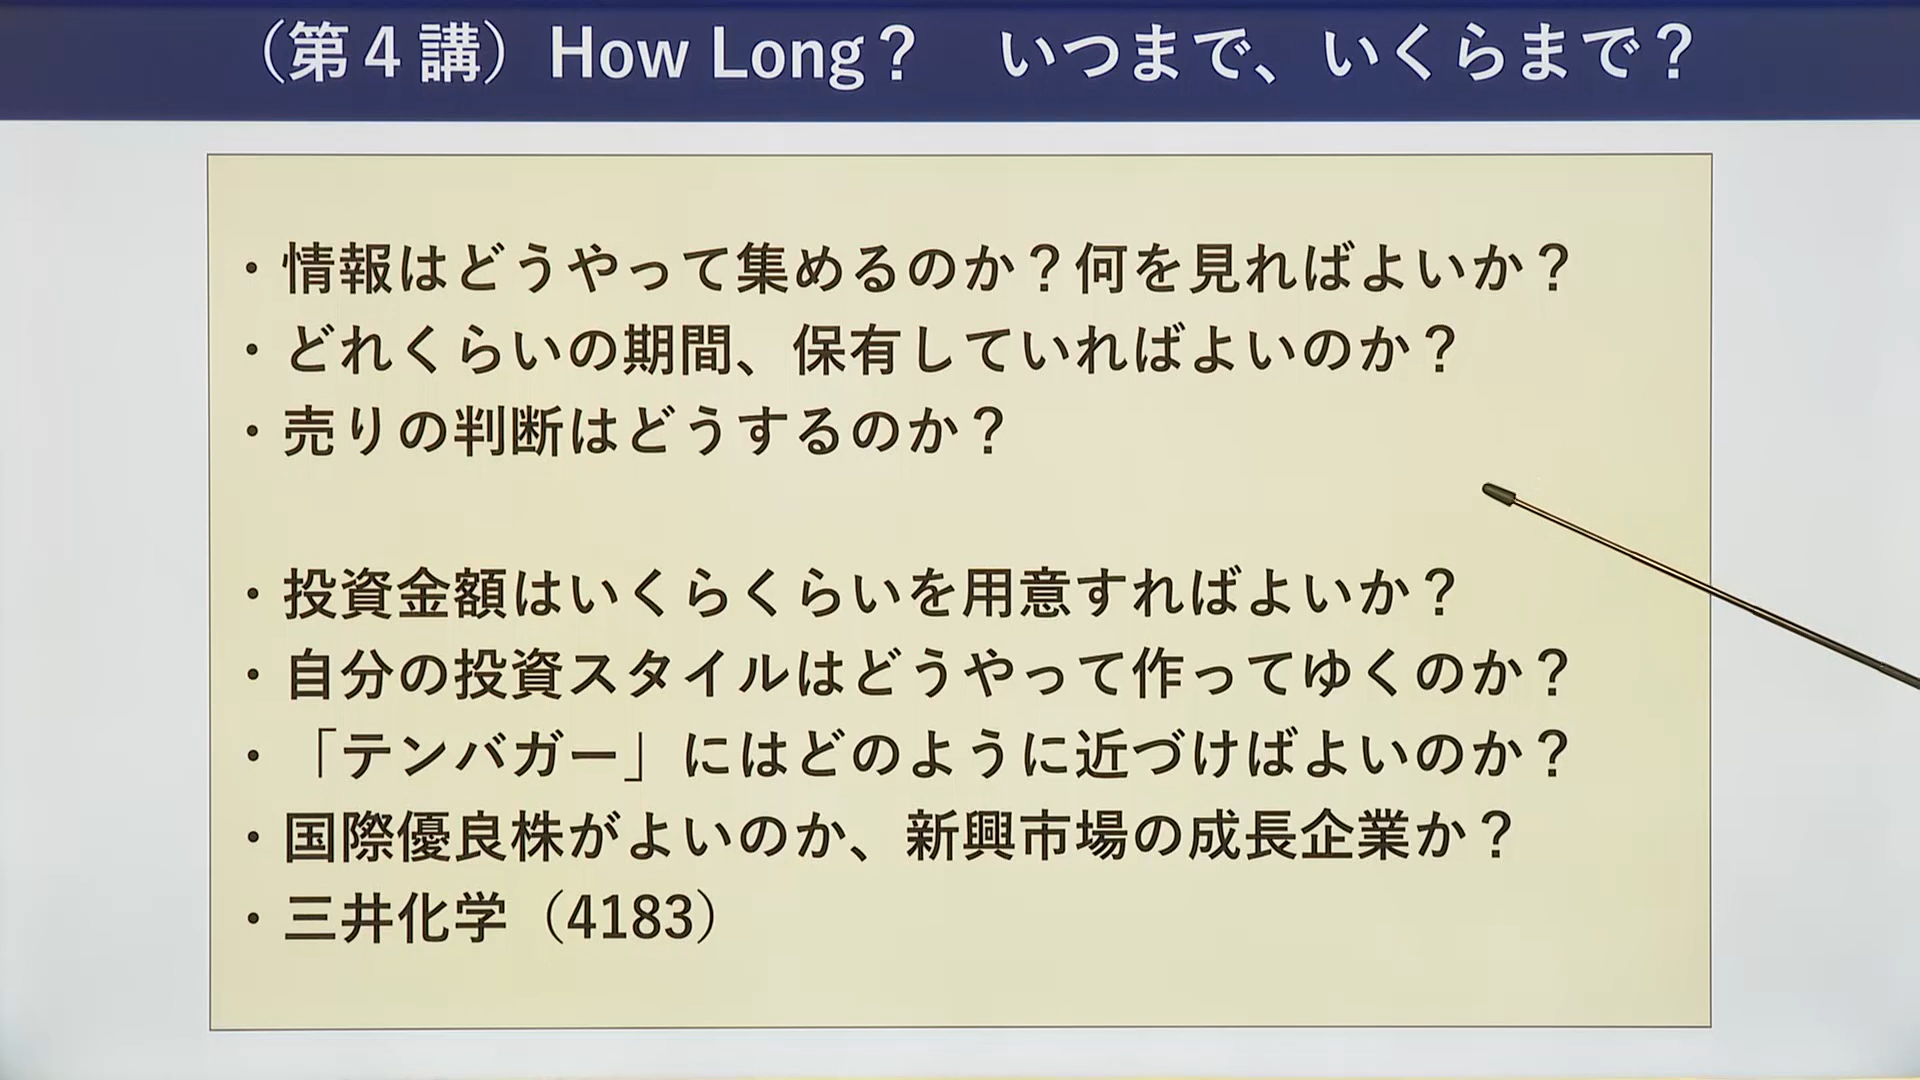 （第４講）How Long？　いつまで、いくらまで？
・情報はどうやって集めるのか？何を見ればよいか？
・どれくらいの期間、保有していればよいのか？
・売りの判断はどうするのか？
・投資金額はいくらくらいを用意すればよいか？
・自分の投資スタイルはどうやって作ってゆくのか？
・「テンバガー」にはどのように近づけばよいのか？
・国際優良株がよいのか、新興市場の成長企業か？
・三井化学（4183）